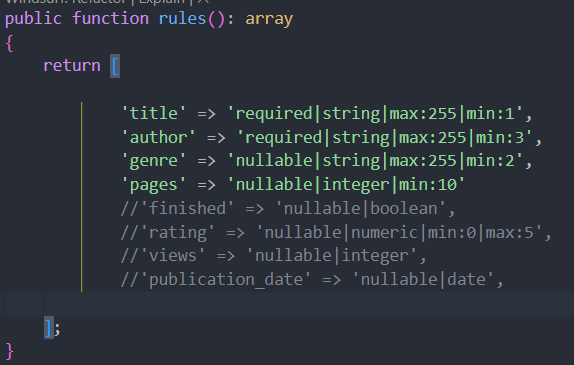 Windsurf: Refactor | Explain | X
public function rules(): array
{
return [
'title' => 'required|string|max:255|min:1',
'author' => 'required|string|max:255|min:3',
'genre' => 'nullable|string|max:255|min:2',
'pages' => 'nullable|integer|min:10'
//'finished' => 'nullable|boolean',
//'rating' => 'nullable|numeric|min:0|max:5',
//'views' => 'nullable|integer',
//'publication_date' => 'nullable|date',
];
}